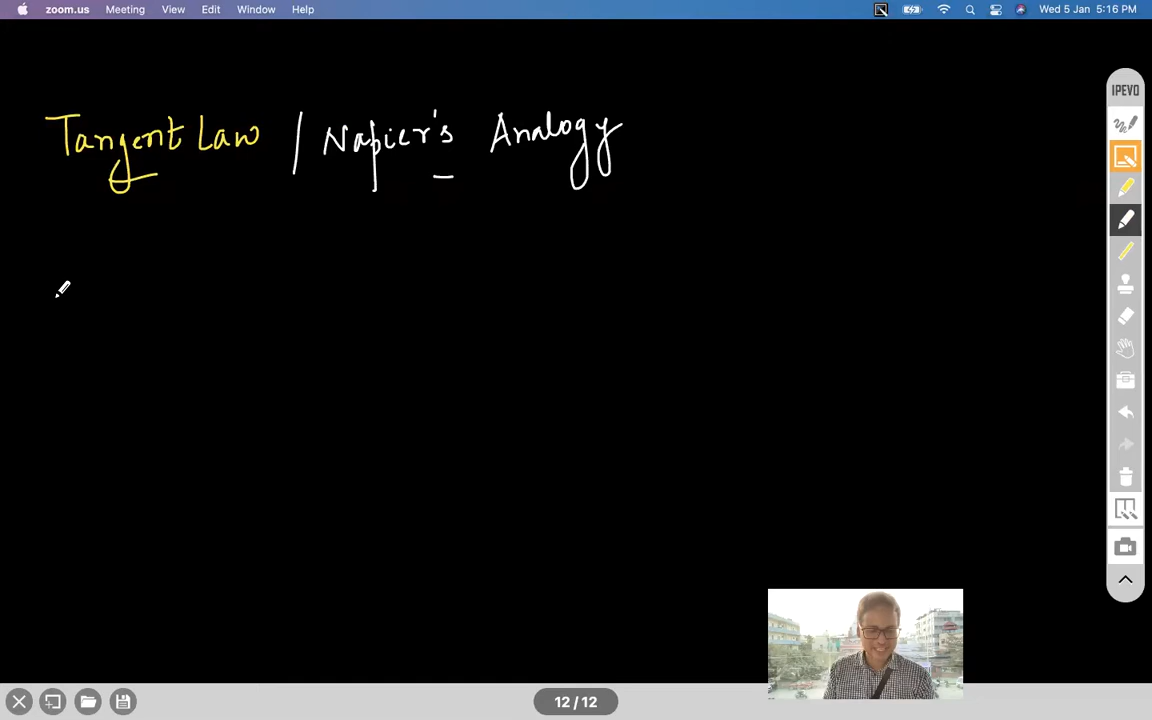 zoom.us Meeting View Edit Window Help Wed 5 Jan 5:16 PM
IPEVO
Tangent Law / Napier's Analogy
12/12